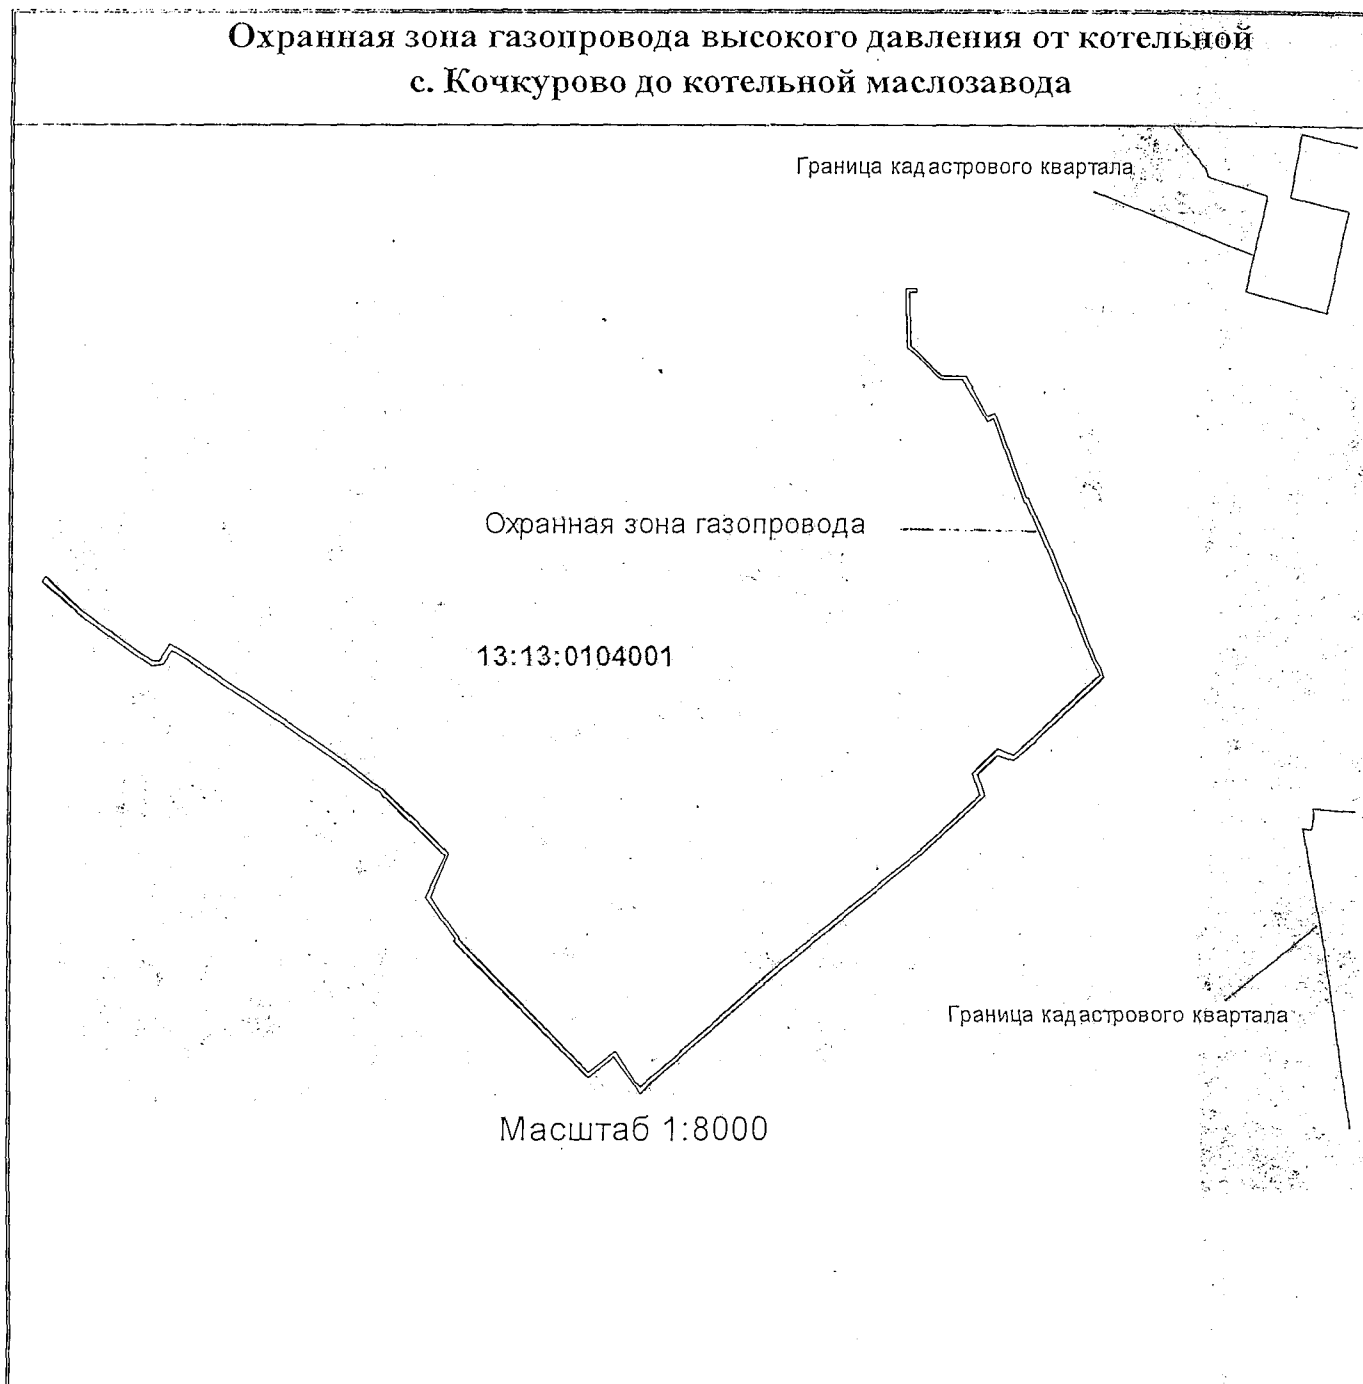 Охранная зона газопровода высокого давления от котельной
с. Кочкурово до котельной маслозавода
Граница кадастрового квартала
Охранная зона газопровода
13:13:0104001
Граница кадастрового квартала
Масштаб 1:8000